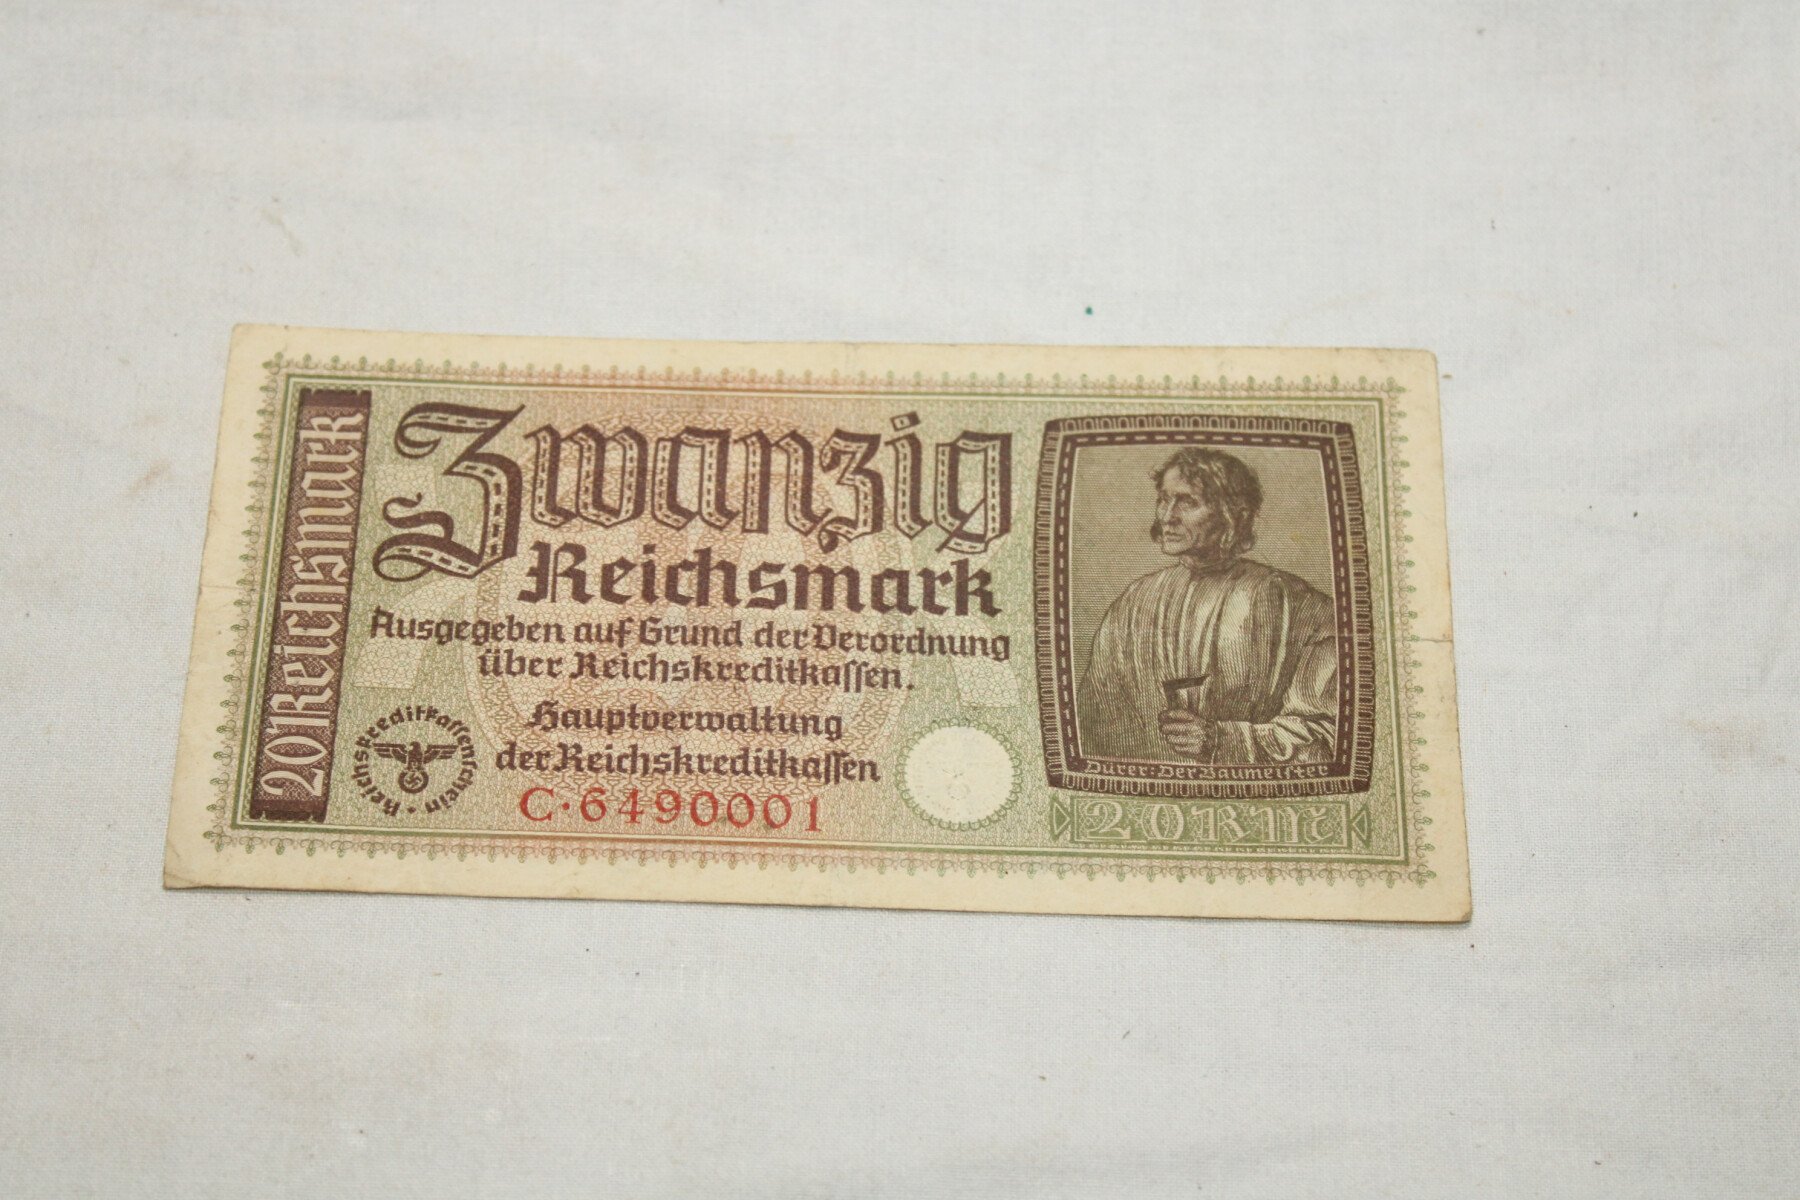 20 Reichsmark
Zwanzig
Reichsmark
Ausgegeben auf Grund der Verordnung
über Reichskreditkassen.
Hauptverwaltung
der Reichskreditkassen
C·6490001
Reichskreditkassenschein
Dürer: Der Baumeister
20 RM